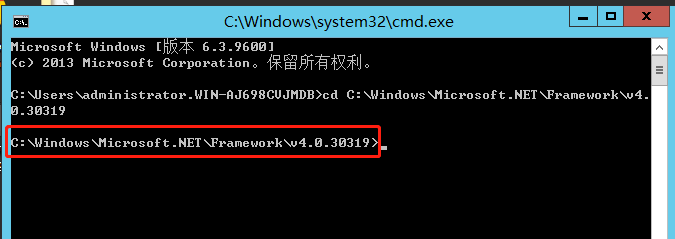 C:\Windows\system32\cmd.exe
Microsoft Windows [版本 6.3.9600]
(c) 2013 Microsoft Corporation。保留所有权利。
C:\Users\administrator.WIN-AJ698CVJMDB>cd C:\Windows\Microsoft.NET\Framework\v4.
0.30319
C:\Windows\Microsoft.NET\Framework\v4.0.30319>